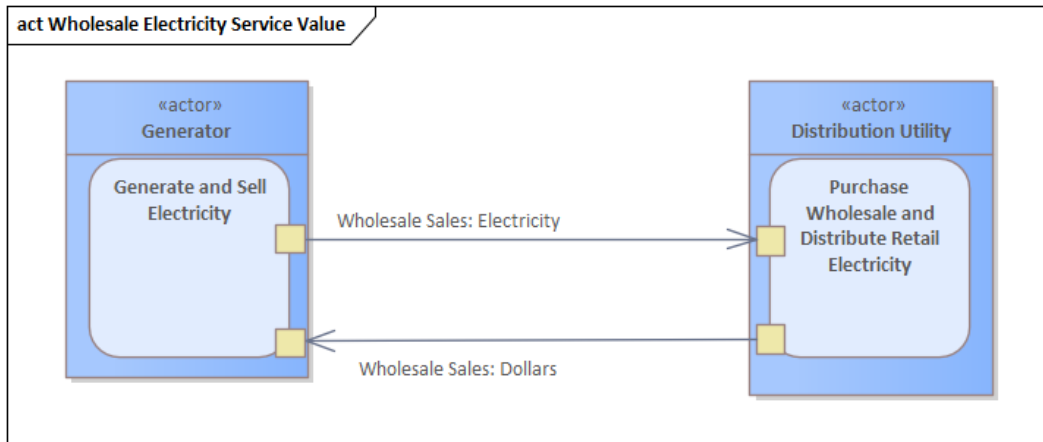 act Wholesale Electricity Service Value
«actor»
Generator
Generate and Sell
Electricity
Wholesale Sales: Electricity
Wholesale Sales: Dollars
«actor»
Distribution Utility
Purchase
Wholesale and
Distribute Retail
Electricity